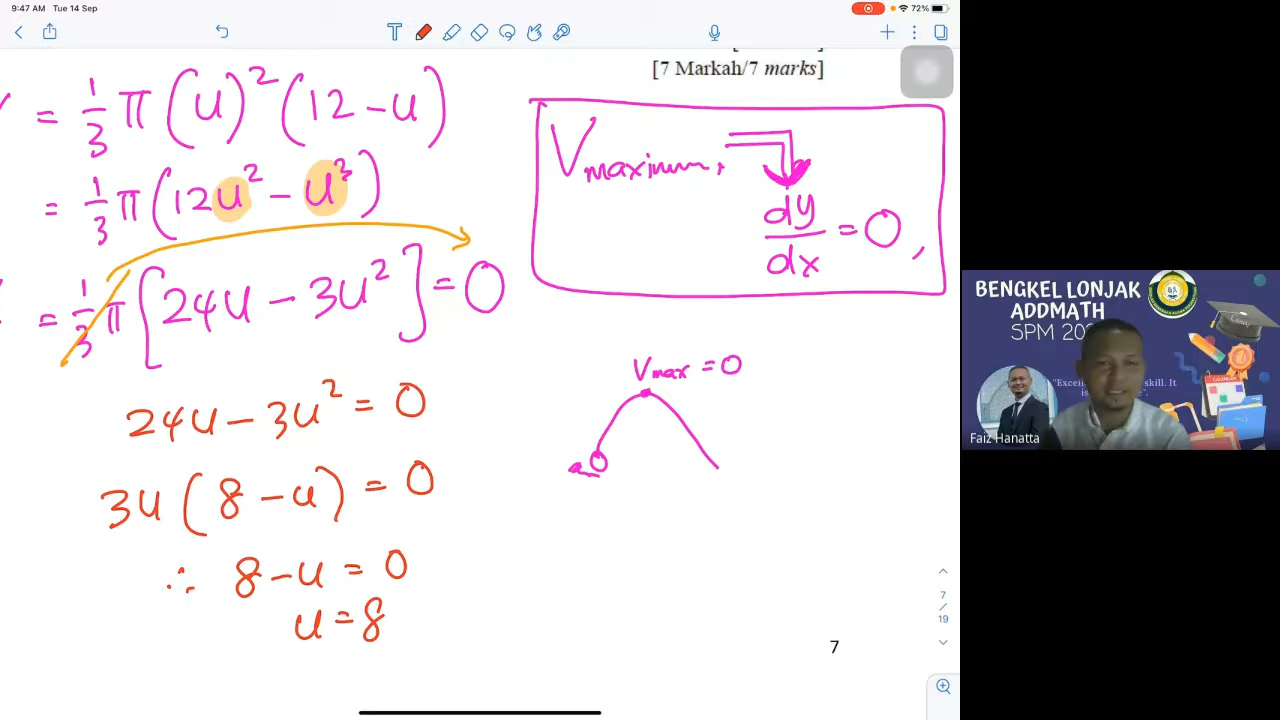 9:47 AM Tue 14 Sep
72%
[7 Markah/7 marks]
= 1/3 π (u)² (12 - u)
= 1/3 π (12u² - u³)
= 1/3 π [24u - 3u²] = 0
24u - 3u² = 0
3u (8 - u) = 0
∴ 8 - u = 0
u = 8
Vmaximum,
dy/dx = 0,
Vmax = 0
7
/
19
7
BENGKEL LONJAK
ADDMATH
SPM
Faiz Hanatta